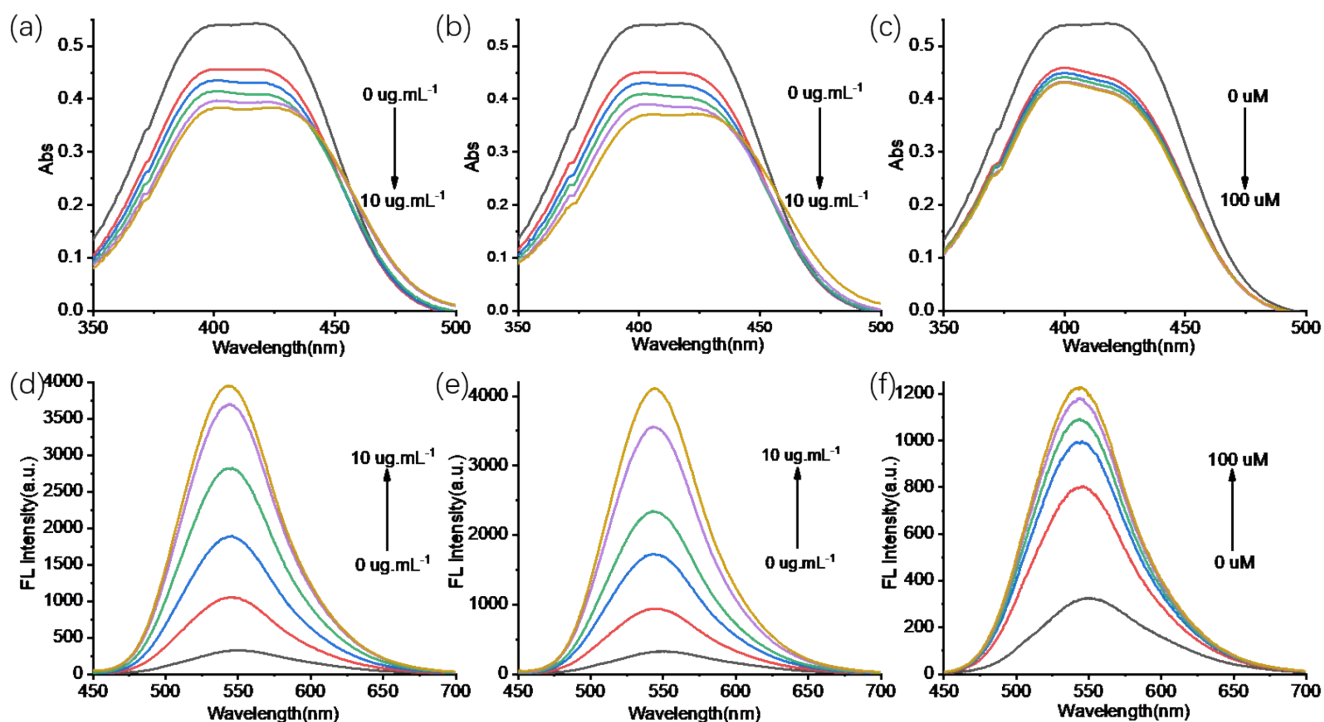 (a)
0.5
0.4
0.3
0.2
0.1
0.0
Abs
0 ug.mL⁻¹
10 ug.mL⁻¹
350 400 450 500
Wavelength(nm)
(b)
0.5
0.4
0.3
0.2
0.1
0.0
Abs
0 ug.mL⁻¹
10 ug.mL⁻¹
350 400 450 500
Wavelength(nm)
(c)
0.5
0.4
0.3
0.2
0.1
0.0
Abs
0 uM
100 uM
350 400 450 500
Wavelength(nm)
(d)
4000
3500
3000
2500
2000
1500
1000
500
0
FL Intensity(a.u.)
10 ug.mL⁻¹
0 ug.mL⁻¹
450 500 550 600 650 700
Wavelength(nm)
(e)
4000
3000
2000
1000
0
FL Intensity(a.u.)
10 ug.mL⁻¹
0 ug.mL⁻¹
450 500 550 600 650 700
Wavelength(nm)
(f)
1200
1000
800
600
400
200
0
FL Intensity(a.u.)
100 uM
0 uM
450 500 550 600 650 700
Wavelength(nm)